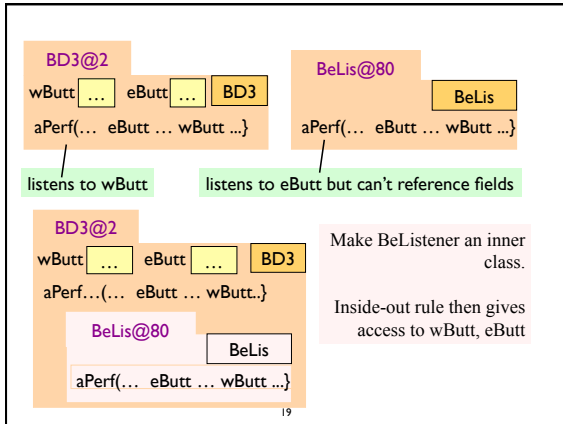 BD3@2
wButt … eButt … BD3
aPerf(… eButt … wButt ...}
listens to wButt
BeLis@80
BeLis
aPerf(… eButt … wButt ...}
listens to eButt but can’t reference fields
BD3@2
wButt … eButt … BD3
aPerf…(… eButt … wButt..}
BeLis@80
BeLis
aPerf(… eButt … wButt ...}
Make BeListener an inner
class.
Inside-out rule then gives
access to wButt, eButt
19